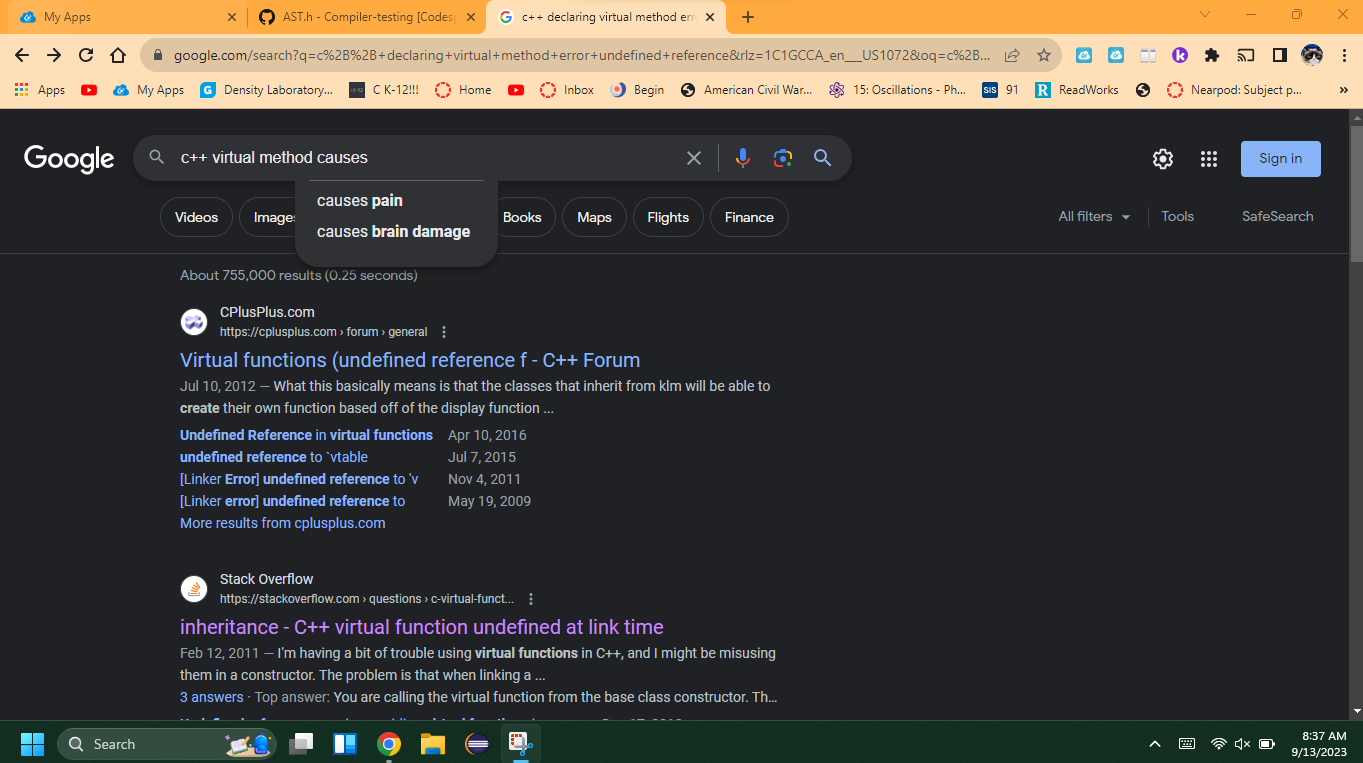 My Apps
AST.h - Compiler-testing [Codesp
c++ declaring virtual method erro
google.com/search?q=c%2B%2B+declaring+virtual+method+error+undefined+reference&rlz=1C1GCCA_en___US1072&oq=c%2B%2B...
Apps
My Apps
Density Laboratory...
C K-12!!!
Home
Inbox
Begin
American Civil War...
15: Oscillations - Ph...
SIS
91
ReadWorks
Nearpod: Subject p...
»
Google
c++ virtual method causes
Sign in
causes pain
causes brain damage
Videos
Images
Books
Maps
Flights
Finance
All filters
Tools
SafeSearch
About 755,000 results (0.25 seconds)
CPlusPlus.com
https://cplusplus.com › forum › general
Virtual functions (undefined reference f - C++ Forum
Jul 10, 2012 — What this basically means is that the classes that inherit from klm will be able to
create their own function based off of the display function ...
Undefined Reference in virtual functions Apr 10, 2016
undefined reference to `vtable Jul 7, 2015
[Linker Error] undefined reference to 'v Nov 4, 2011
[Linker error] undefined reference to May 19, 2009
More results from cplusplus.com
Stack Overflow
https://stackoverflow.com › questions › c-virtual-funct...
inheritance - C++ virtual function undefined at link time
Feb 12, 2011 — I'm having a bit of trouble using virtual functions in C++, and I might be misusing
them in a constructor. The problem is that when linking a ...
3 answers · Top answer: You are calling the virtual function from the base class constructor. Th...
Search
8:37 AM
9/13/2023